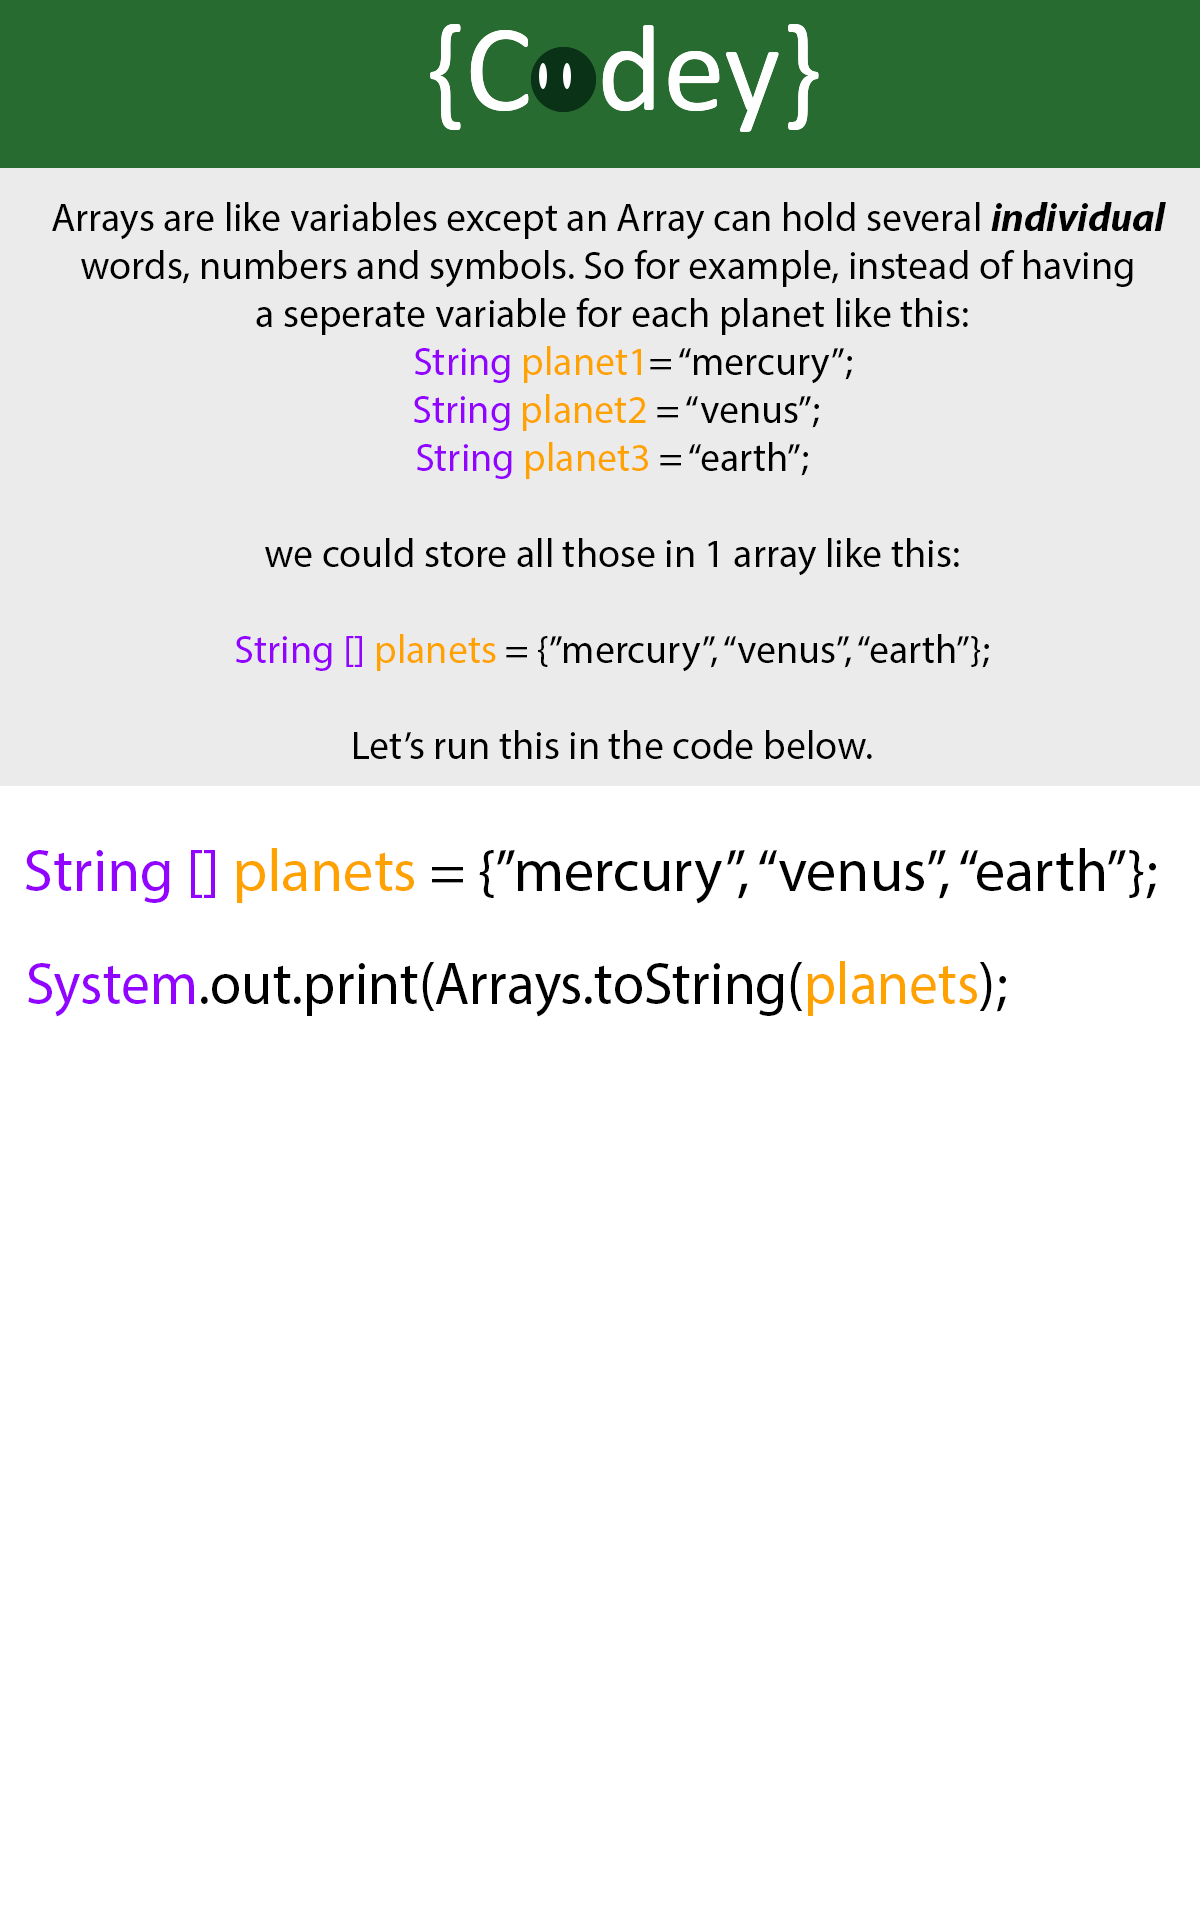 {Codey}
Arrays are like variables except an Array can hold several individual
words, numbers and symbols. So for example, instead of having
a seperate variable for each planet like this:
String planet1= “mercury”;
String planet2 = “venus”;
String planet3 = “earth”;
we could store all those in 1 array like this:
String [] planets = {”mercury”, “venus”, “earth”};
Let’s run this in the code below.
String [] planets = {”mercury”, “venus”, “earth”};
System.out.print(Arrays.toString(planets);